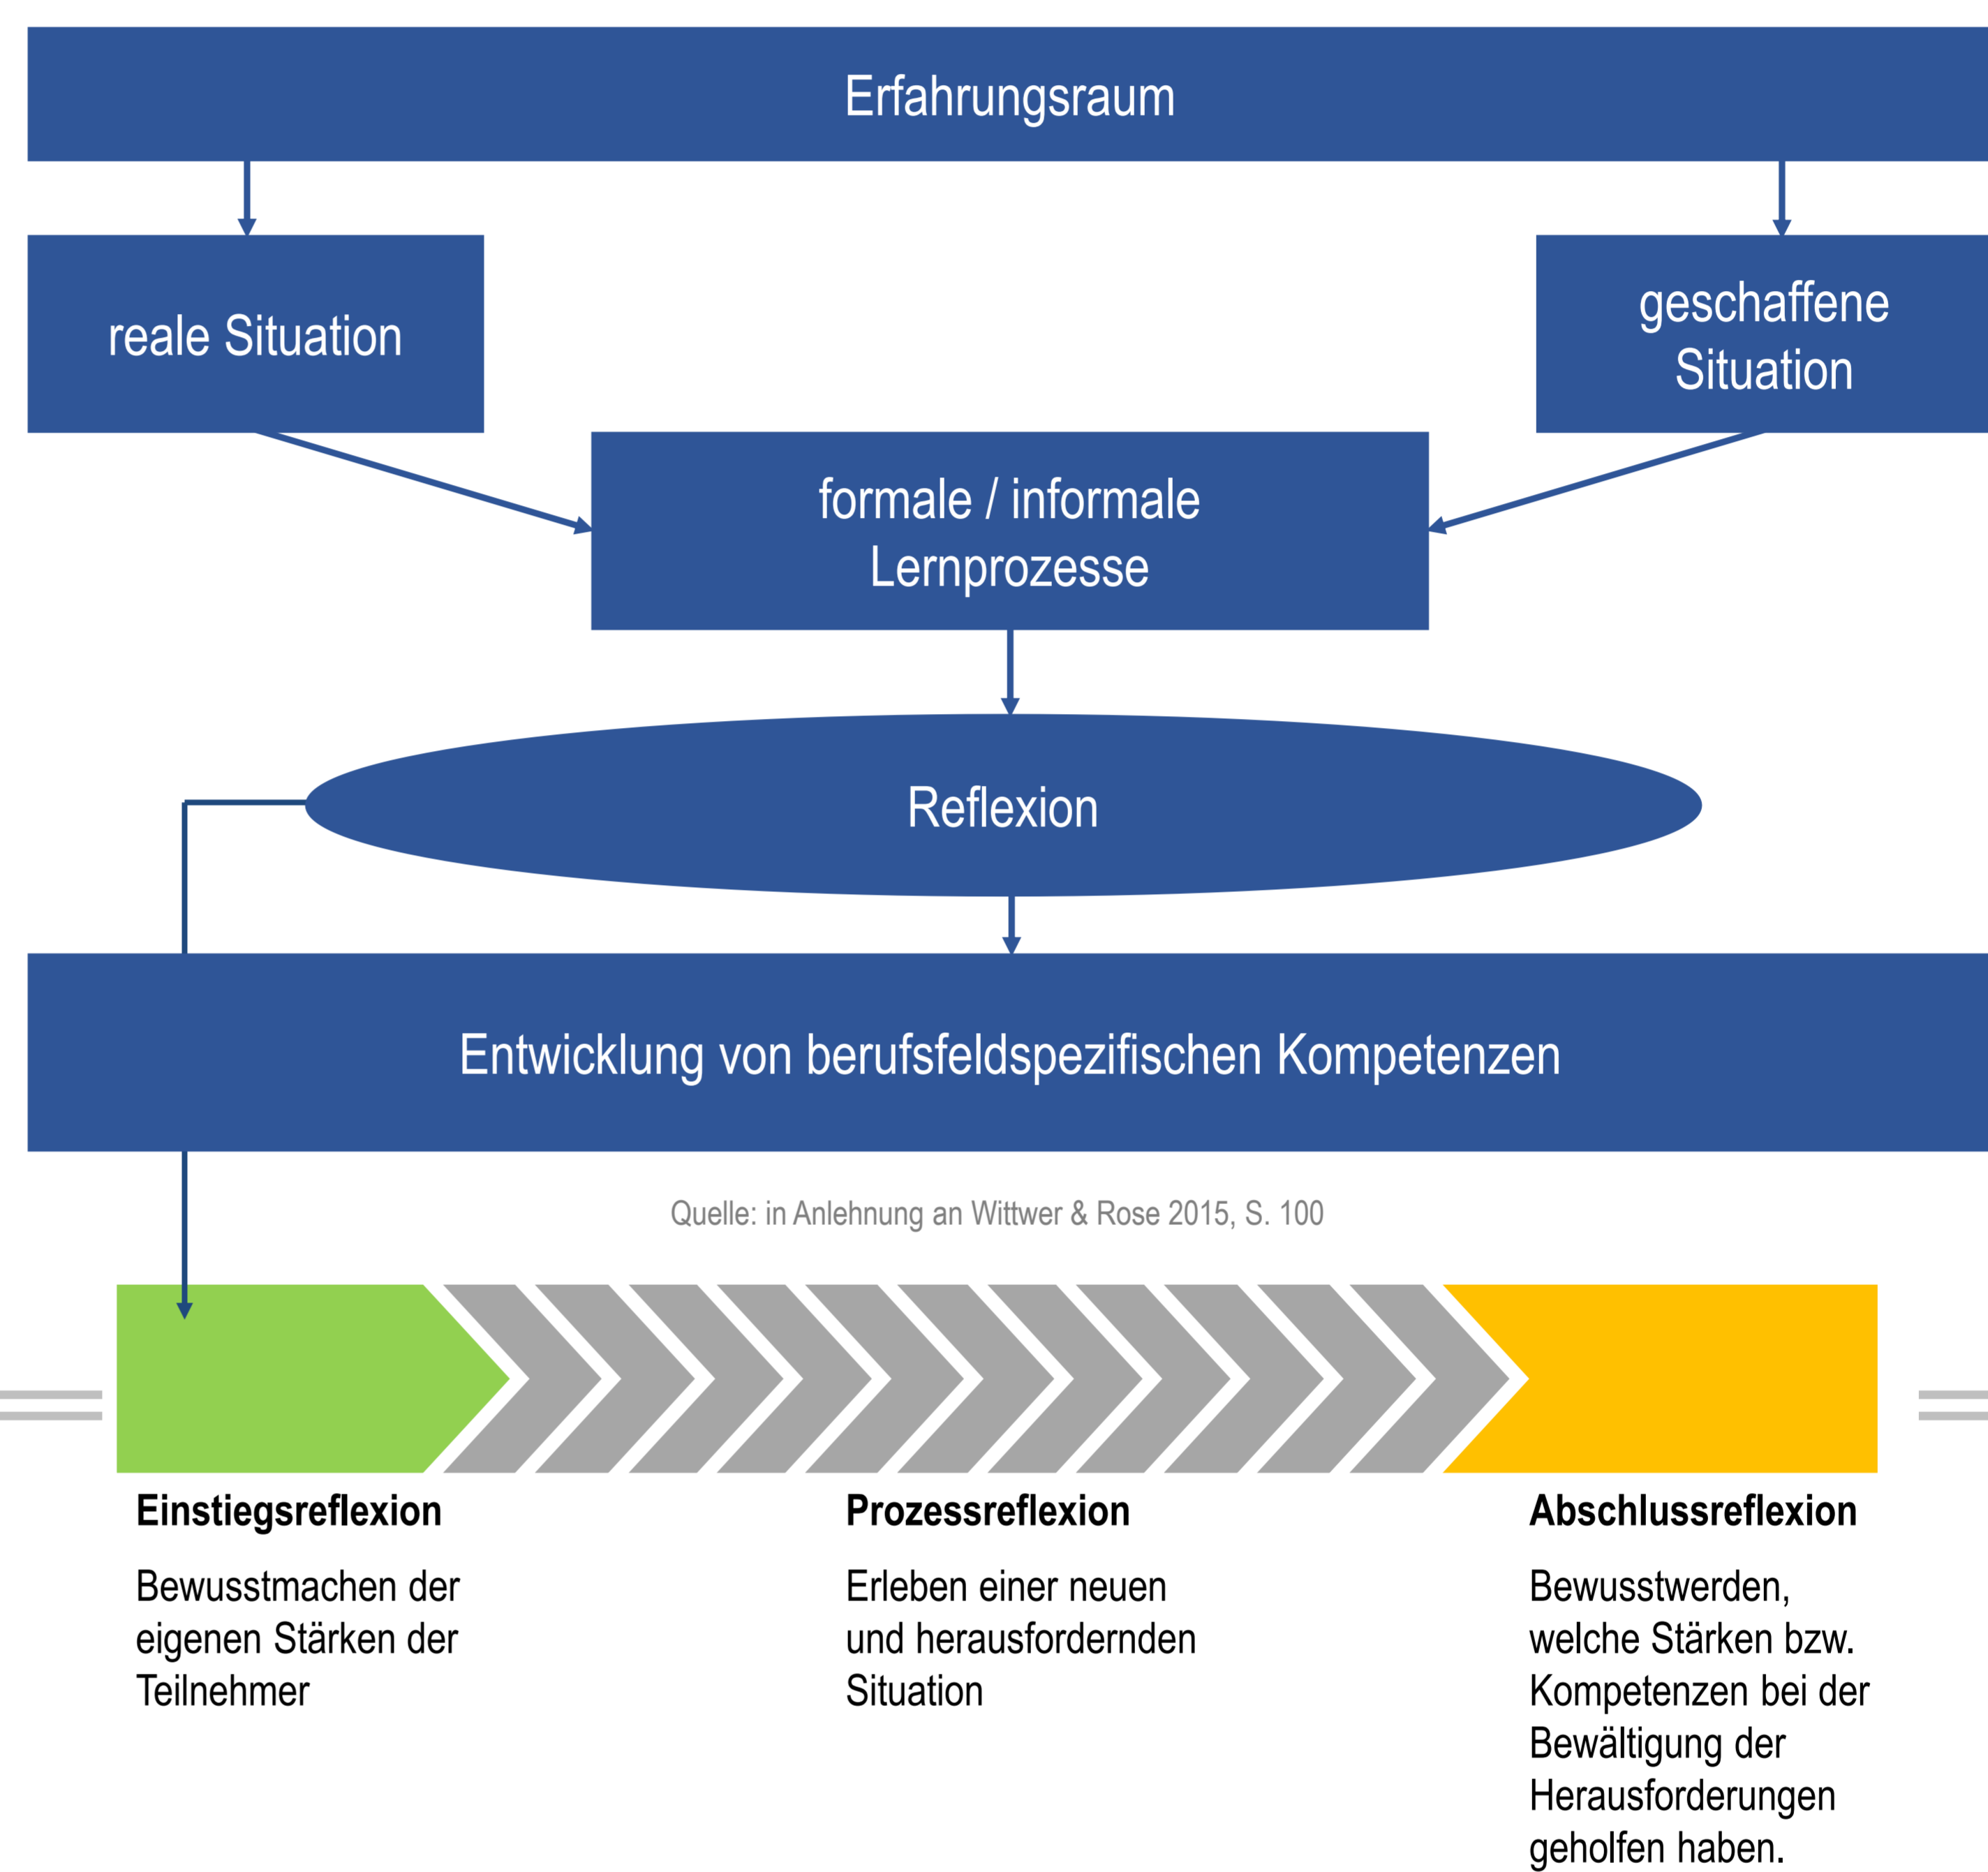 Erfahrungsraum
reale Situation
geschaffene
Situation
formale / informale
Lernprozesse
Reflexion
Entwicklung von berufsfeldspezifischen Kompetenzen
Quelle: in Anlehnung an Wittwer & Rose 2015, S. 100
Einstiegsreflexion
Bewusstmachen der
eigenen Stärken der
Teilnehmer
Prozessreflexion
Erleben einer neuen
und herausfordernden
Situation
Abschlussreflexion
Bewusstwerden,
welche Stärken bzw.
Kompetenzen bei der
Bewältigung der
Herausforderungen
geholfen haben.